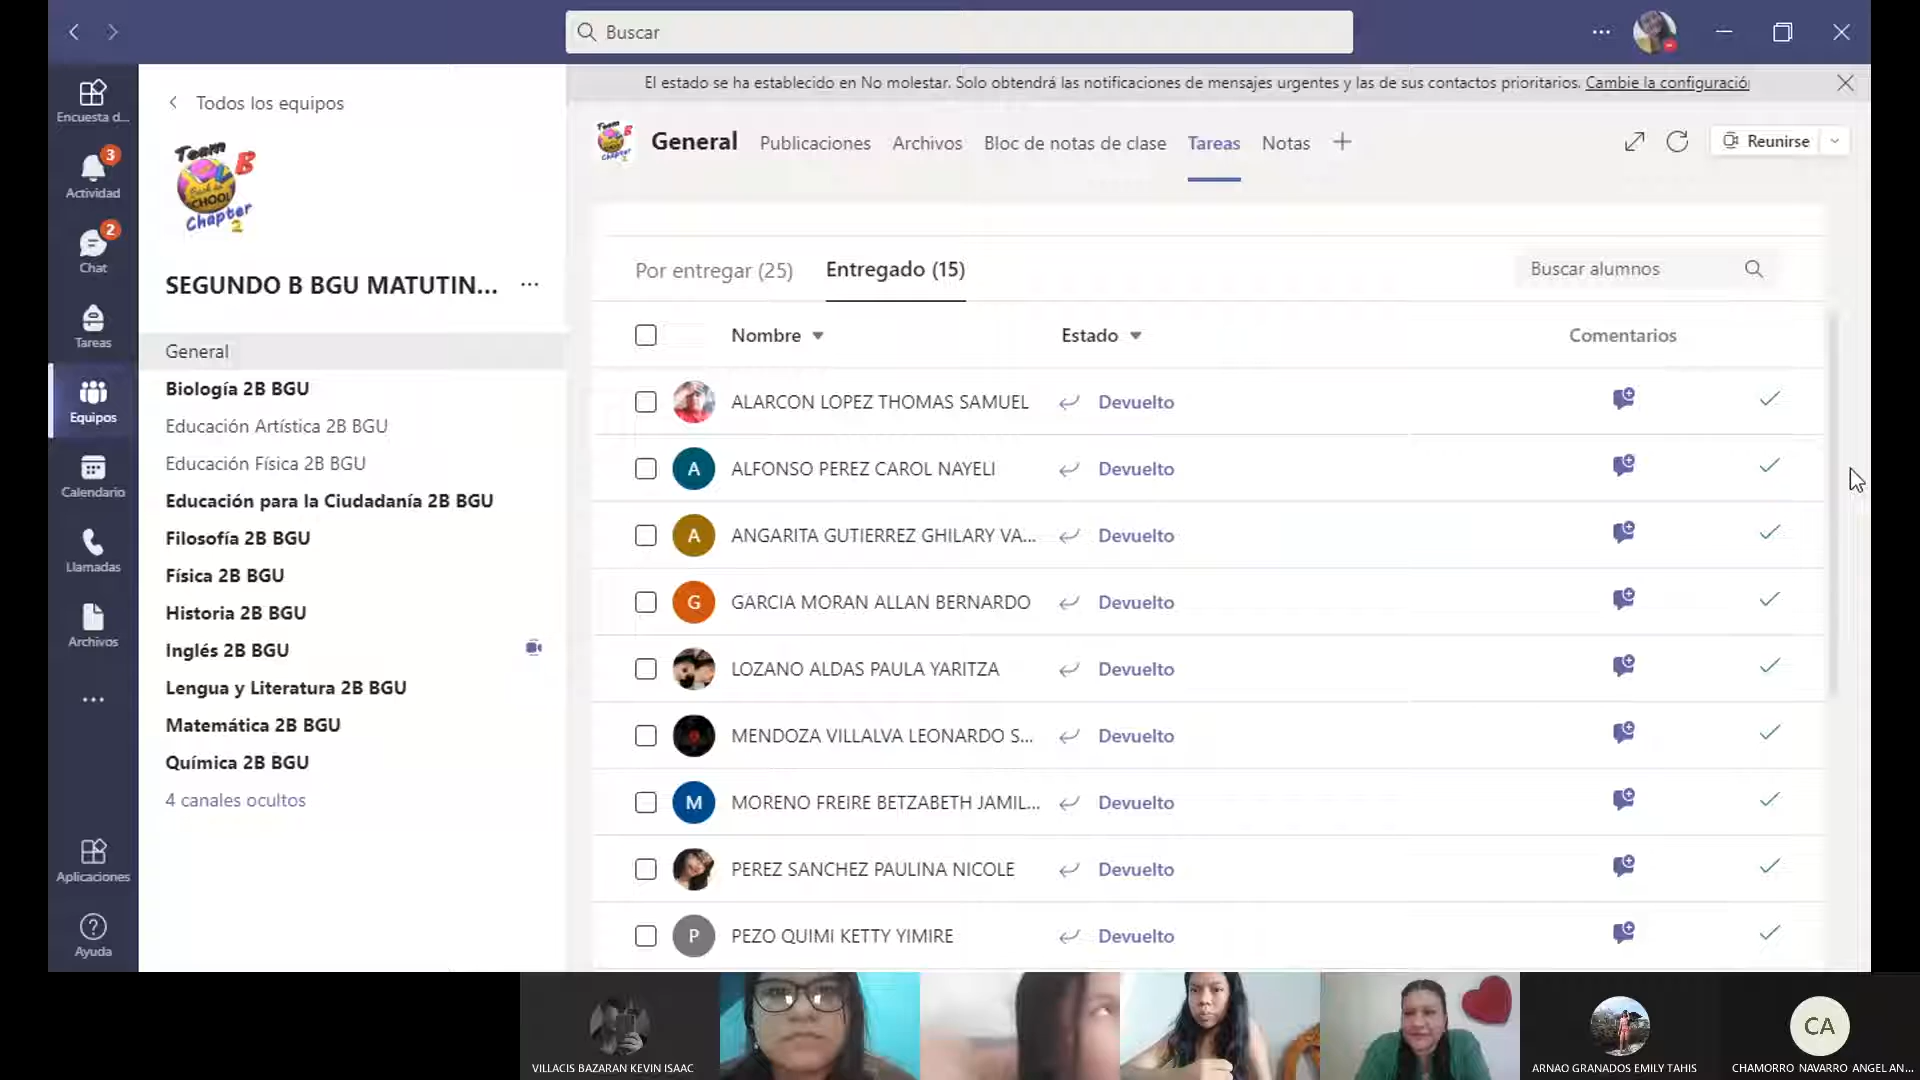 Buscar
El estado se ha establecido en No molestar. Solo obtendrá las notificaciones de mensajes urgentes y las de sus contactos prioritarios. Cambie la configuració
Encuesta d...
3
Actividad
2
Chat
Tareas
Equipos
Calendario
Llamadas
Archivos
Aplicaciones
Ayuda
Todos los equipos
Team B
SCHOOL
Chapter
2
SEGUNDO B BGU MATUTIN...
General
Biología 2B BGU
Educación Artística 2B BGU
Educación Física 2B BGU
Educación para la Ciudadanía 2B BGU
Filosofía 2B BGU
Física 2B BGU
Historia 2B BGU
Inglés 2B BGU
Lengua y Literatura 2B BGU
Matemática 2B BGU
Química 2B BGU
4 canales ocultos
General Publicaciones Archivos Bloc de notas de clase Tareas Notas Reunirse
Por entregar (25) Entregado (15) Buscar alumnos
Nombre Estado Comentarios
ALARCON LOPEZ THOMAS SAMUEL Devuelto
A ALFONSO PEREZ CAROL NAYELI Devuelto
A ANGARITA GUTIERREZ GHILARY VA... Devuelto
G GARCIA MORAN ALLAN BERNARDO Devuelto
LOZANO ALDAS PAULA YARITZA Devuelto
MENDOZA VILLALVA LEONARDO S... Devuelto
M MORENO FREIRE BETZABETH JAMIL... Devuelto
PEREZ SANCHEZ PAULINA NICOLE Devuelto
P PEZO QUIMI KETTY YIMIRE Devuelto
CA
VILLACIS BAZARAN KEVIN ISAAC
ARNAO GRANADOS EMILY TAHIS
CHAMORRO NAVARRO ANGEL AN...